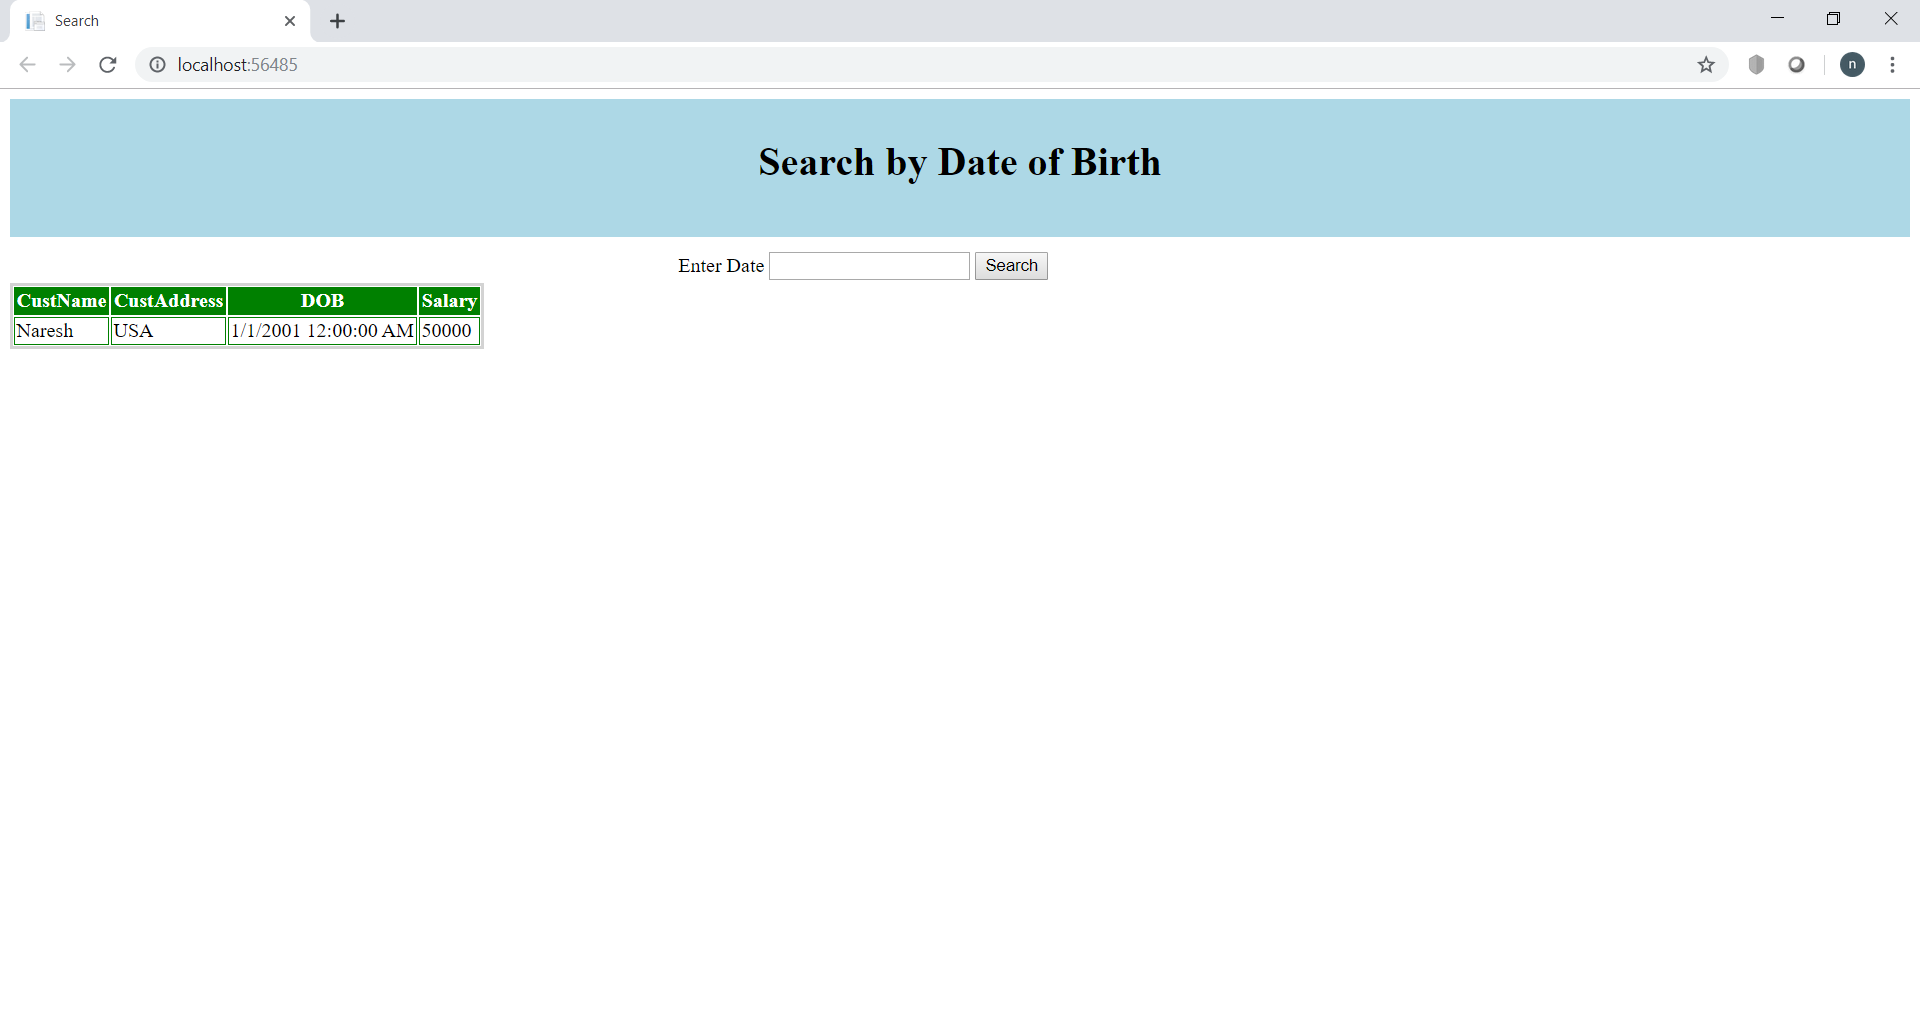 Search
localhost:56485
n
Search by Date of Birth
Enter Date Search
CustName CustAddress DOB Salary
Naresh USA 1/1/2001 12:00:00 AM 50000